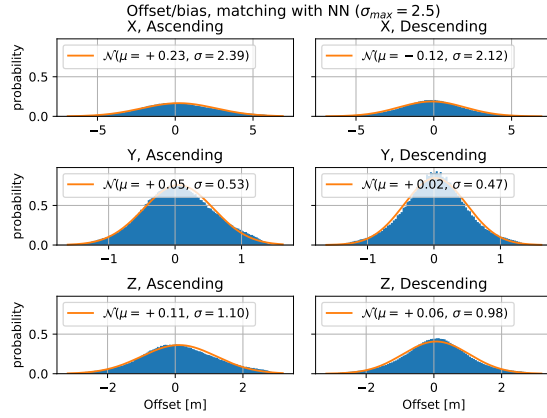 Offset/bias, matching with NN (σmax = 2.5)
X, Ascending
X, Descending
probability
0.5
0.0
N(μ = +0.23, σ = 2.39)
N(μ = −0.12, σ = 2.12)
−5 0 5
−5 0 5
Y, Ascending
Y, Descending
probability
0.5
0.0
N(μ = +0.05, σ = 0.53)
N(μ = +0.02, σ = 0.47)
−1 0 1
−1 0 1
Z, Ascending
Z, Descending
probability
0.5
0.0
N(μ = +0.11, σ = 1.10)
N(μ = +0.06, σ = 0.98)
−2 0 2
−2 0 2
Offset [m]
Offset [m]